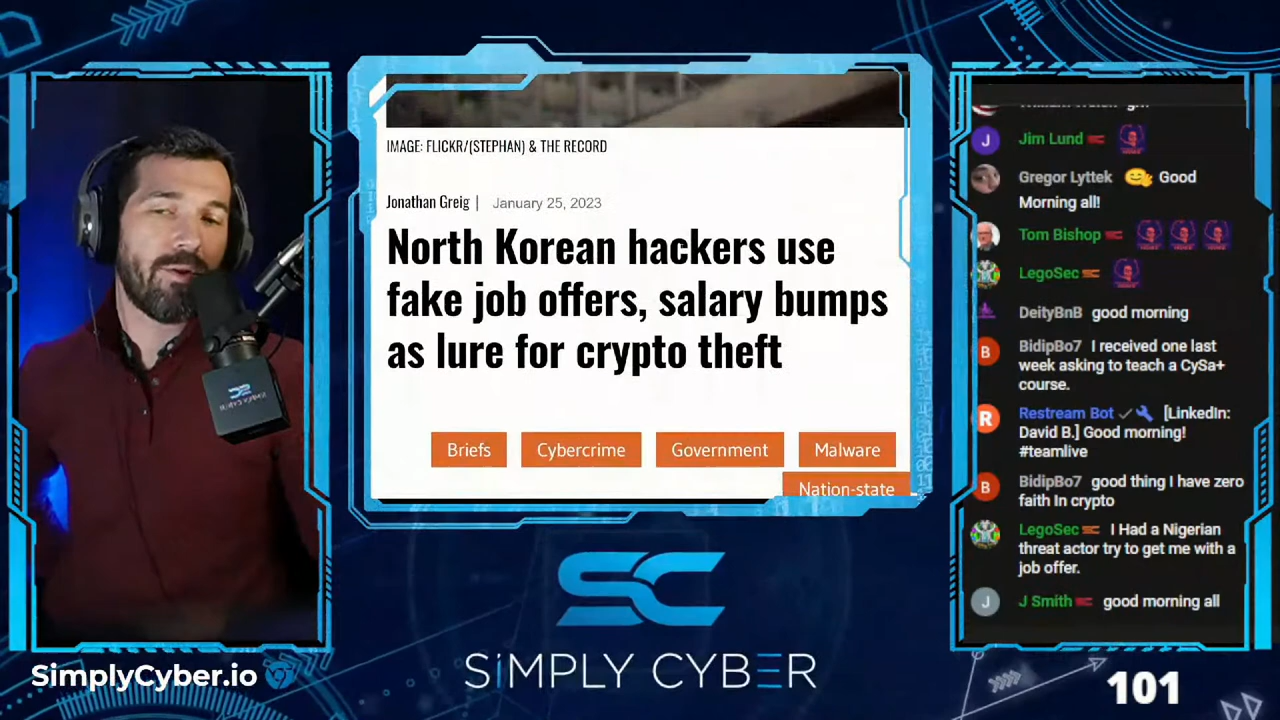 IMAGE: FLICKR/(STEPHAN) & THE RECORD
Jonathan Greig | January 25, 2023
North Korean hackers use
fake job offers, salary bumps
as lure for crypto theft
Briefs Cybercrime Government Malware
Nation-state
SC
SIMPLY CYBER
SimplyCyber.io
Jim Lund
Gregor Lyttek Good
Morning all!
Tom Bishop
LegoSec
DeityBnB good morning
BidipBo7 I received one last
week asking to teach a CySa+
course.
Restream Bot [LinkedIn:
David B.] Good morning!
#teamlive
BidipBo7 good thing I have zero
faith In crypto
LegoSec I Had a Nigerian
threat actor try to get me with a
job offer.
J Smith good morning all
101